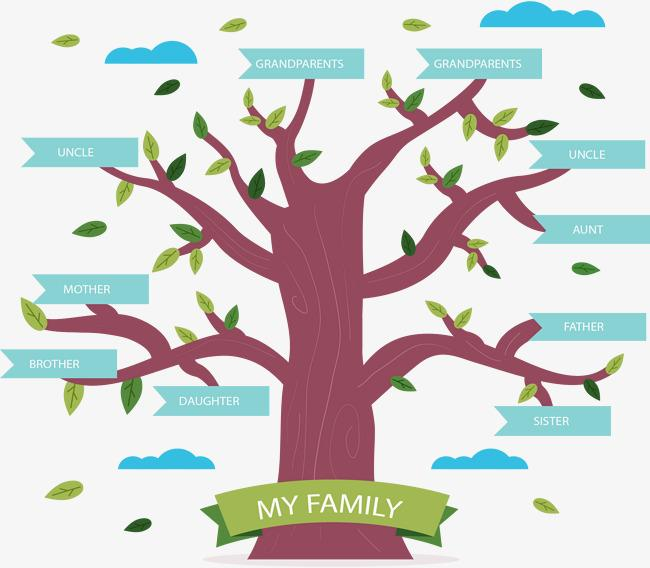 GRANDPARENTS
GRANDPARENTS
UNCLE
UNCLE
AUNT
MOTHER
FATHER
BROTHER
DAUGHTER
SISTER
MY FAMILY